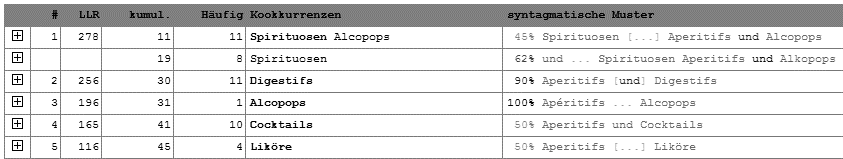 # LLR kumul. Häufig Kookkurrenzen syntagmatische Muster
1 278 11 11 Spirituosen Alcopops 45% Spirituosen [...] Aperitifs und Alcopops
19 8 Spirituosen 62% und ... Spirituosen Aperitifs und Alkopops
2 256 30 11 Digestifs 90% Aperitifs [und] Digestifs
3 196 31 1 Alcopops 100% Apéritifs ... Alcopops
4 165 41 10 Cocktails 50% Aperitifs und Cocktails
5 116 45 4 Liköre 50% Aperitifs [...] Liköre